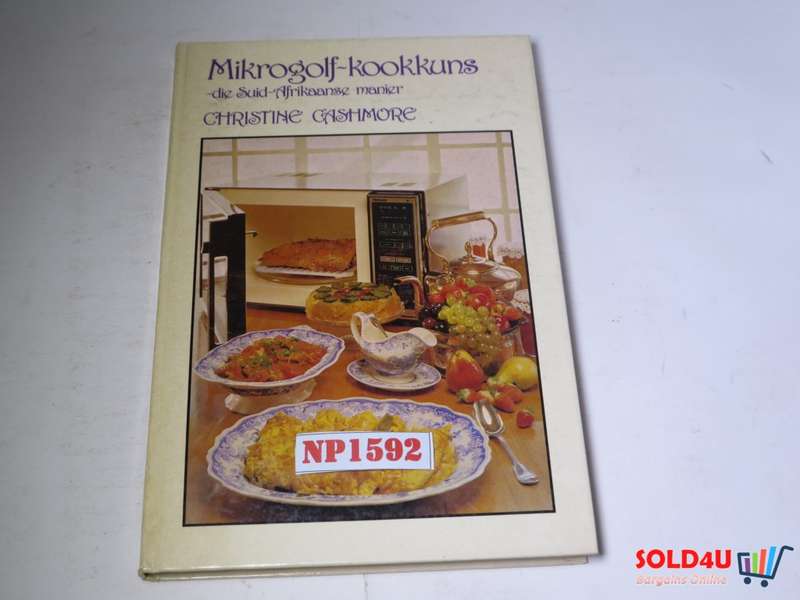 Mikrogolf-kookkuns
-die Suid-Afrikaanse manier
CHRISTINE CASHMORE
NP1592
SOLD4U
Bargains Online